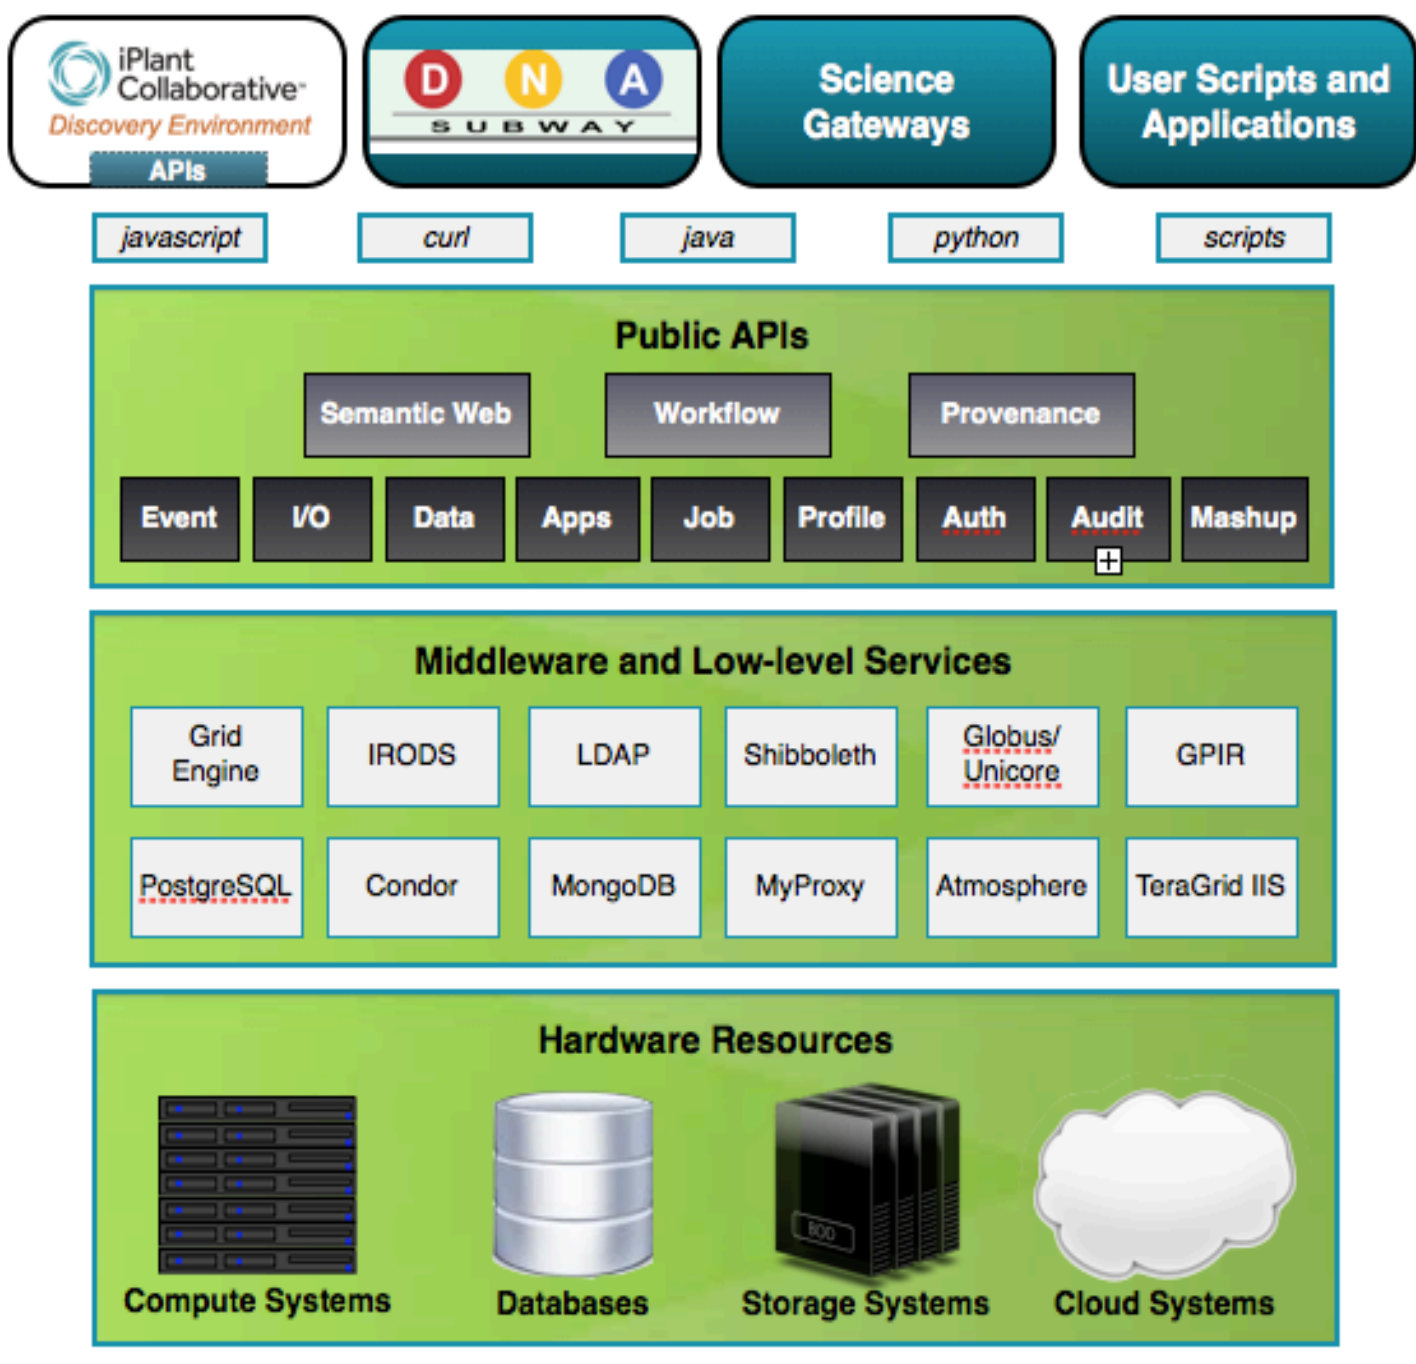 iPlant
Collaborative™
Discovery Environment
APIs
D N A
SUBWAY
Science
Gateways
User Scripts and
Applications
javascript
curl
java
python
scripts
Public APIs
Semantic Web
Workflow
Provenance
Event
I/O
Data
Apps
Job
Profile
Auth
Audit
Mashup
Middleware and Low-level Services
Grid
Engine
IRODS
LDAP
Shibboleth
Globus/
Unicore
GPIR
PostgreSQL
Condor
MongoDB
MyProxy
Atmosphere
TeraGrid IIS
Hardware Resources
BOD
Compute Systems
Databases
Storage Systems
Cloud Systems